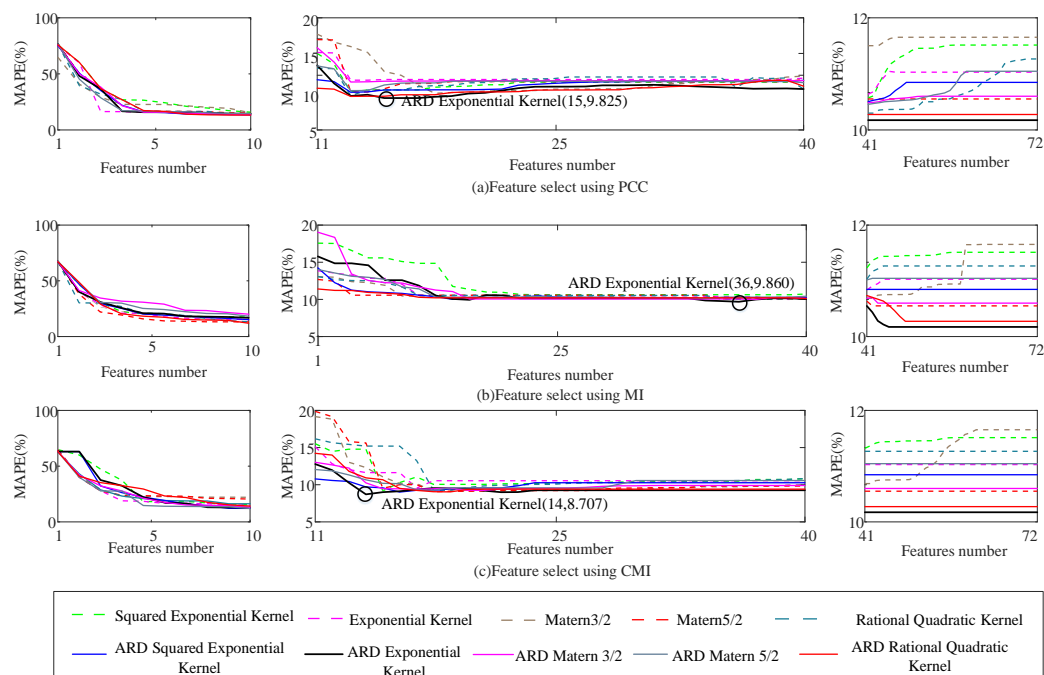 100
50
0
MAPE(%)
1
5
10
Features number
20
15
10
5
MAPE(%)
ARD Exponential Kernel(15,9.825)
11
25
40
Features number
12
10
MAPE(%)
41
72
Features number
(a)Feature select using PCC
100
50
0
MAPE(%)
1
5
10
Features number
20
15
10
5
MAPE(%)
ARD Exponential Kernel(36,9.860)
1
1
25
40
Features number
12
10
MAPE(%)
41
72
Features number
(b)Feature select using MI
100
50
0
MAPE(%)
1
5
10
Features number
20
15
10
5
MAPE(%)
ARD Exponential Kernel(14,8.707)
11
25
40
Features number
12
10
MAPE(%)
41
72
Features number
(c)Feature select using CMI
Squared Exponential Kernel
Exponential Kernel
Matern3/2
Matern5/2
Rational Quadratic Kernel
ARD Squared Exponential
Kernel
ARD Exponential
Kernel
ARD Matern 3/2
ARD Matern 5/2
ARD Rational Quadratic
Kernel